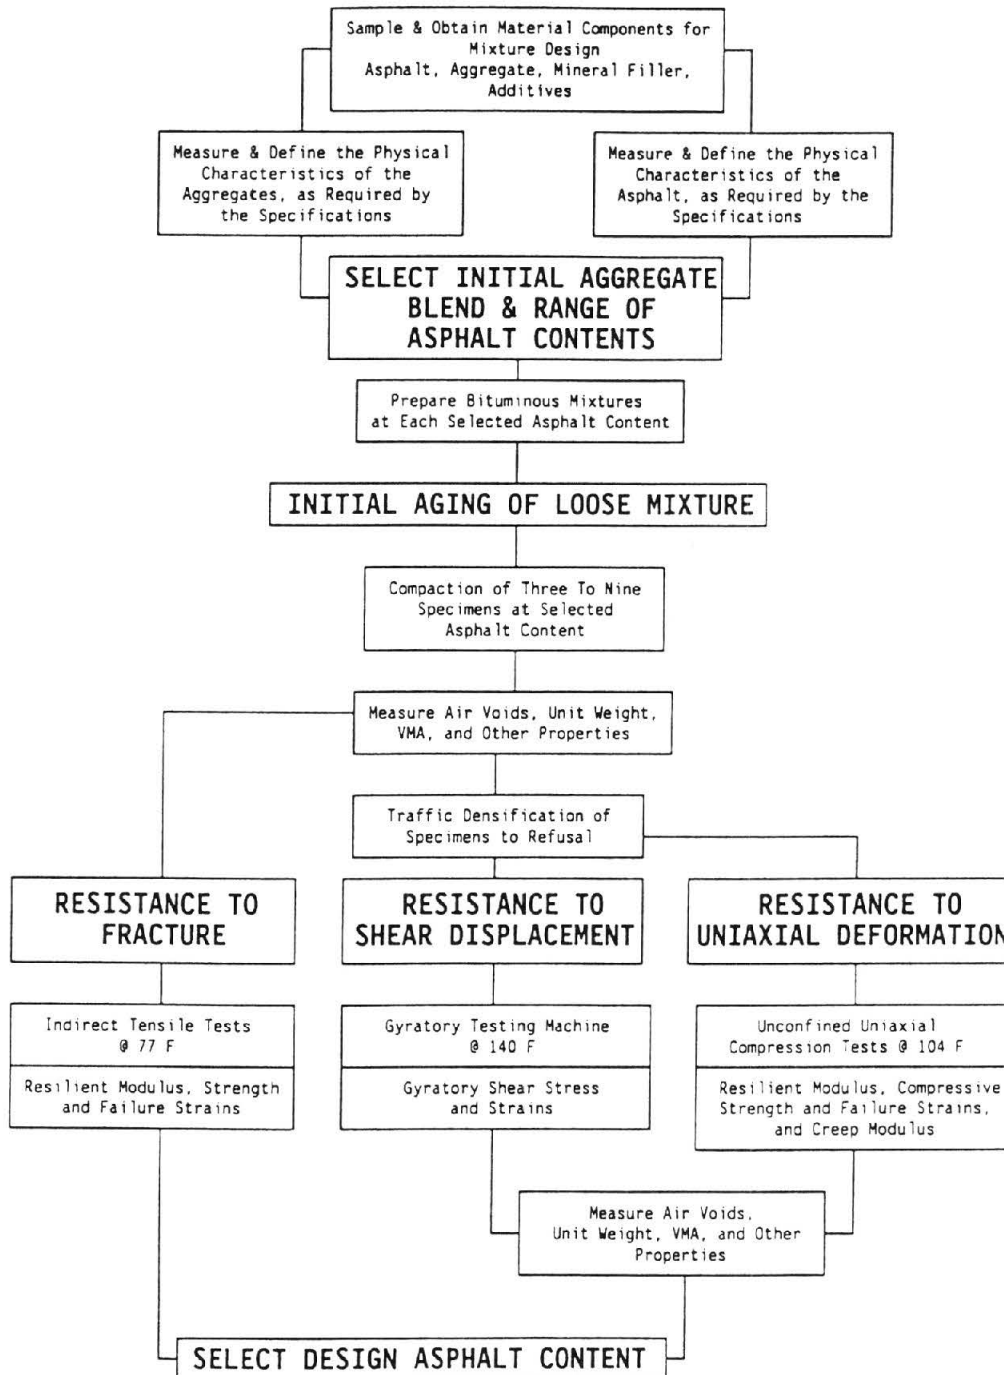 Sample & Obtain Material Components for
Mixture Design
Asphalt, Aggregate, Mineral Filler,
Additives
Measure & Define the Physical
Characteristics of the
Aggregates, as Required by
the Specifications
Measure & Define the Physical
Characteristics of the
Asphalt, as Required by the
Specifications
SELECT INITIAL AGGREGATE
BLEND & RANGE OF
ASPHALT CONTENTS
Prepare Bituminous Mixtures
at Each Selected Asphalt Content
INITIAL AGING OF LOOSE MIXTURE
Compaction of Three To Nine
Specimens at Selected
Asphalt Content
Measure Air Voids, Unit Weight,
VMA, and Other Properties
Traffic Densification of
Specimens to Refusal
RESISTANCE TO
FRACTURE
RESISTANCE TO
SHEAR DISPLACEMENT
RESISTANCE TO
UNIAXIAL DEFORMATION
Indirect Tensile Tests
@ 77 F
Resilient Modulus, Strength
and Failure Strains
Gyratory Testing Machine
@ 140 F
Gyratory Shear Stress
and Strains
Unconfined Uniaxial
Compression Tests @ 104 F
Resilient Modulus, Compressive
Strength and Failure Strains,
and Creep Modulus
Measure Air Voids,
Unit Weight, VMA, and Other
Properties
SELECT DESIGN ASPHALT CONTENT